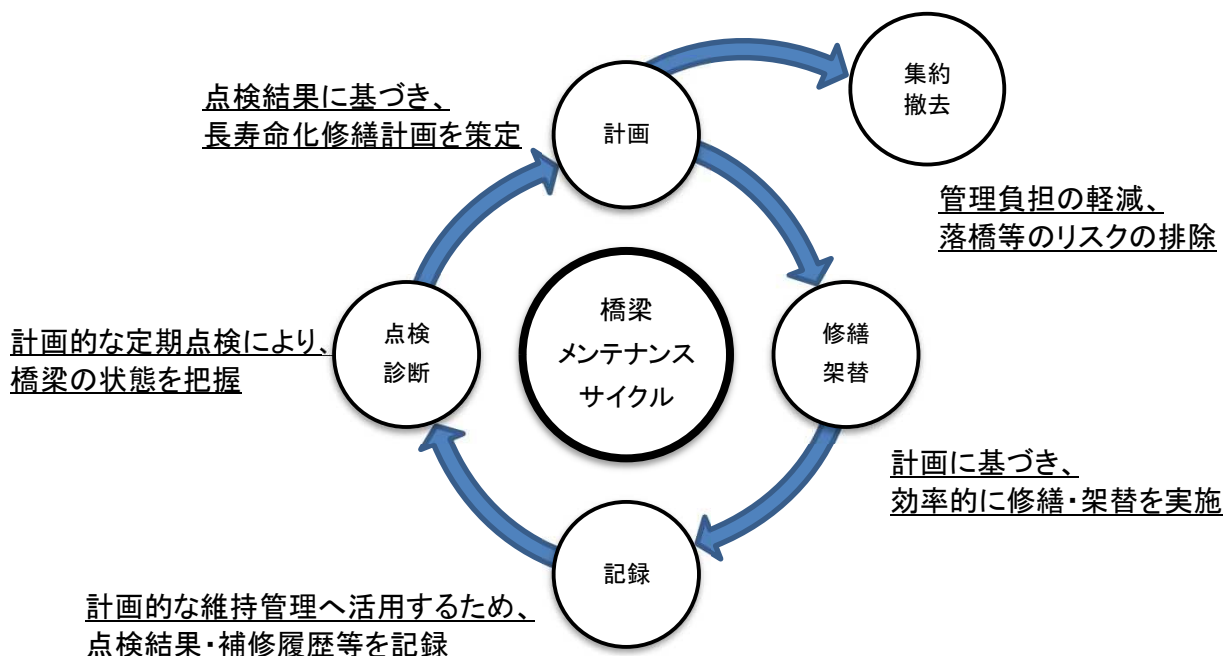 点検結果に基づき、
長寿命化修繕計画を策定
計画
集約
撤去
管理負担の軽減、
落橋等のリスクの排除
橋梁
メンテナンス
サイクル
点検
診断
計画的な定期点検により、
橋梁の状態を把握
修繕
架替
計画に基づき、
効率的に修繕・架替を実施
記録
計画的な維持管理へ活用するため、
点検結果・補修履歴等を記録